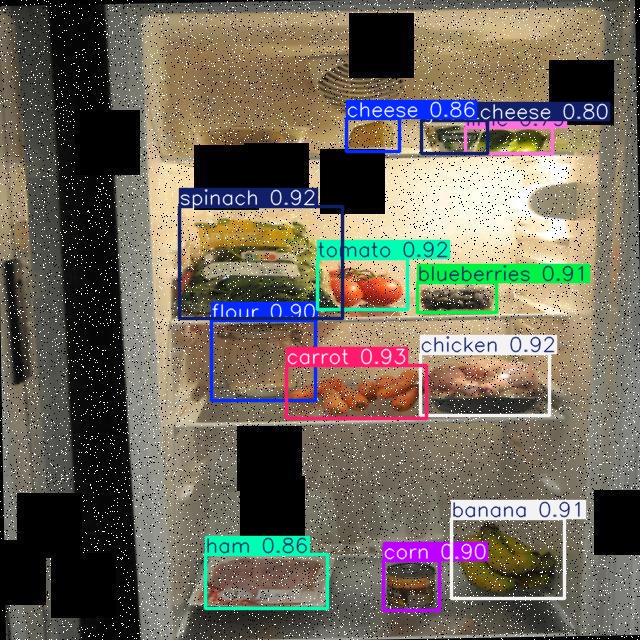 cheese 0.86
cheese 0.80
spinach 0.92
tomato 0.92
blueberries 0.91
flour 0.90
carrot 0.93
chicken 0.92
banana 0.91
ham 0.86
corn 0.90